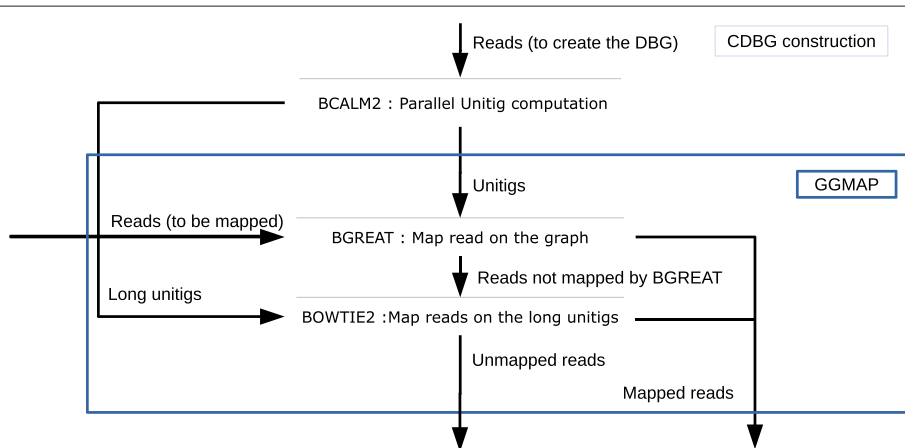 Reads (to create the DBG)
CDBG construction
BCALM2 : Parallel Unitig computation
Unitigs
GGMAP
Reads (to be mapped)
BGREAT : Map read on the graph
Reads not mapped by BGREAT
Long unitigs
BOWTIE2 :Map reads on the long unitigs
Unmapped reads
Mapped reads